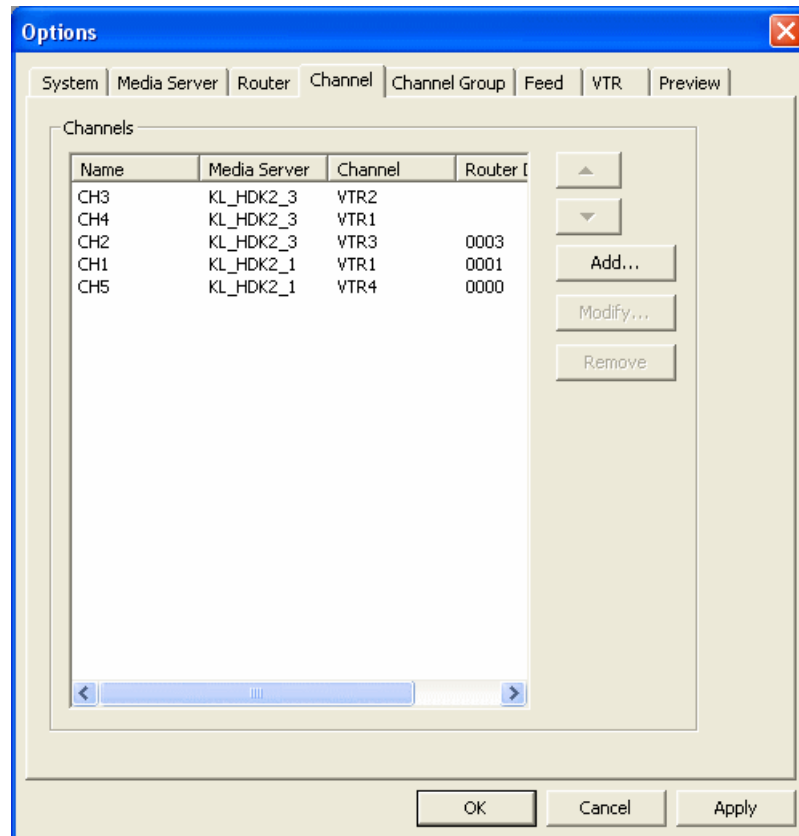 Options
System Media Server Router Channel Channel Group Feed VTR Preview
Channels
Name Media Server Channel Router D
CH3 KL_HDK2_3 VTR2
CH4 KL_HDK2_3 VTR1
CH2 KL_HDK2_3 VTR3 0003
CH1 KL_HDK2_1 VTR1 0001
CH5 KL_HDK2_1 VTR4 0000
Add...
Modify...
Remove
OK Cancel Apply